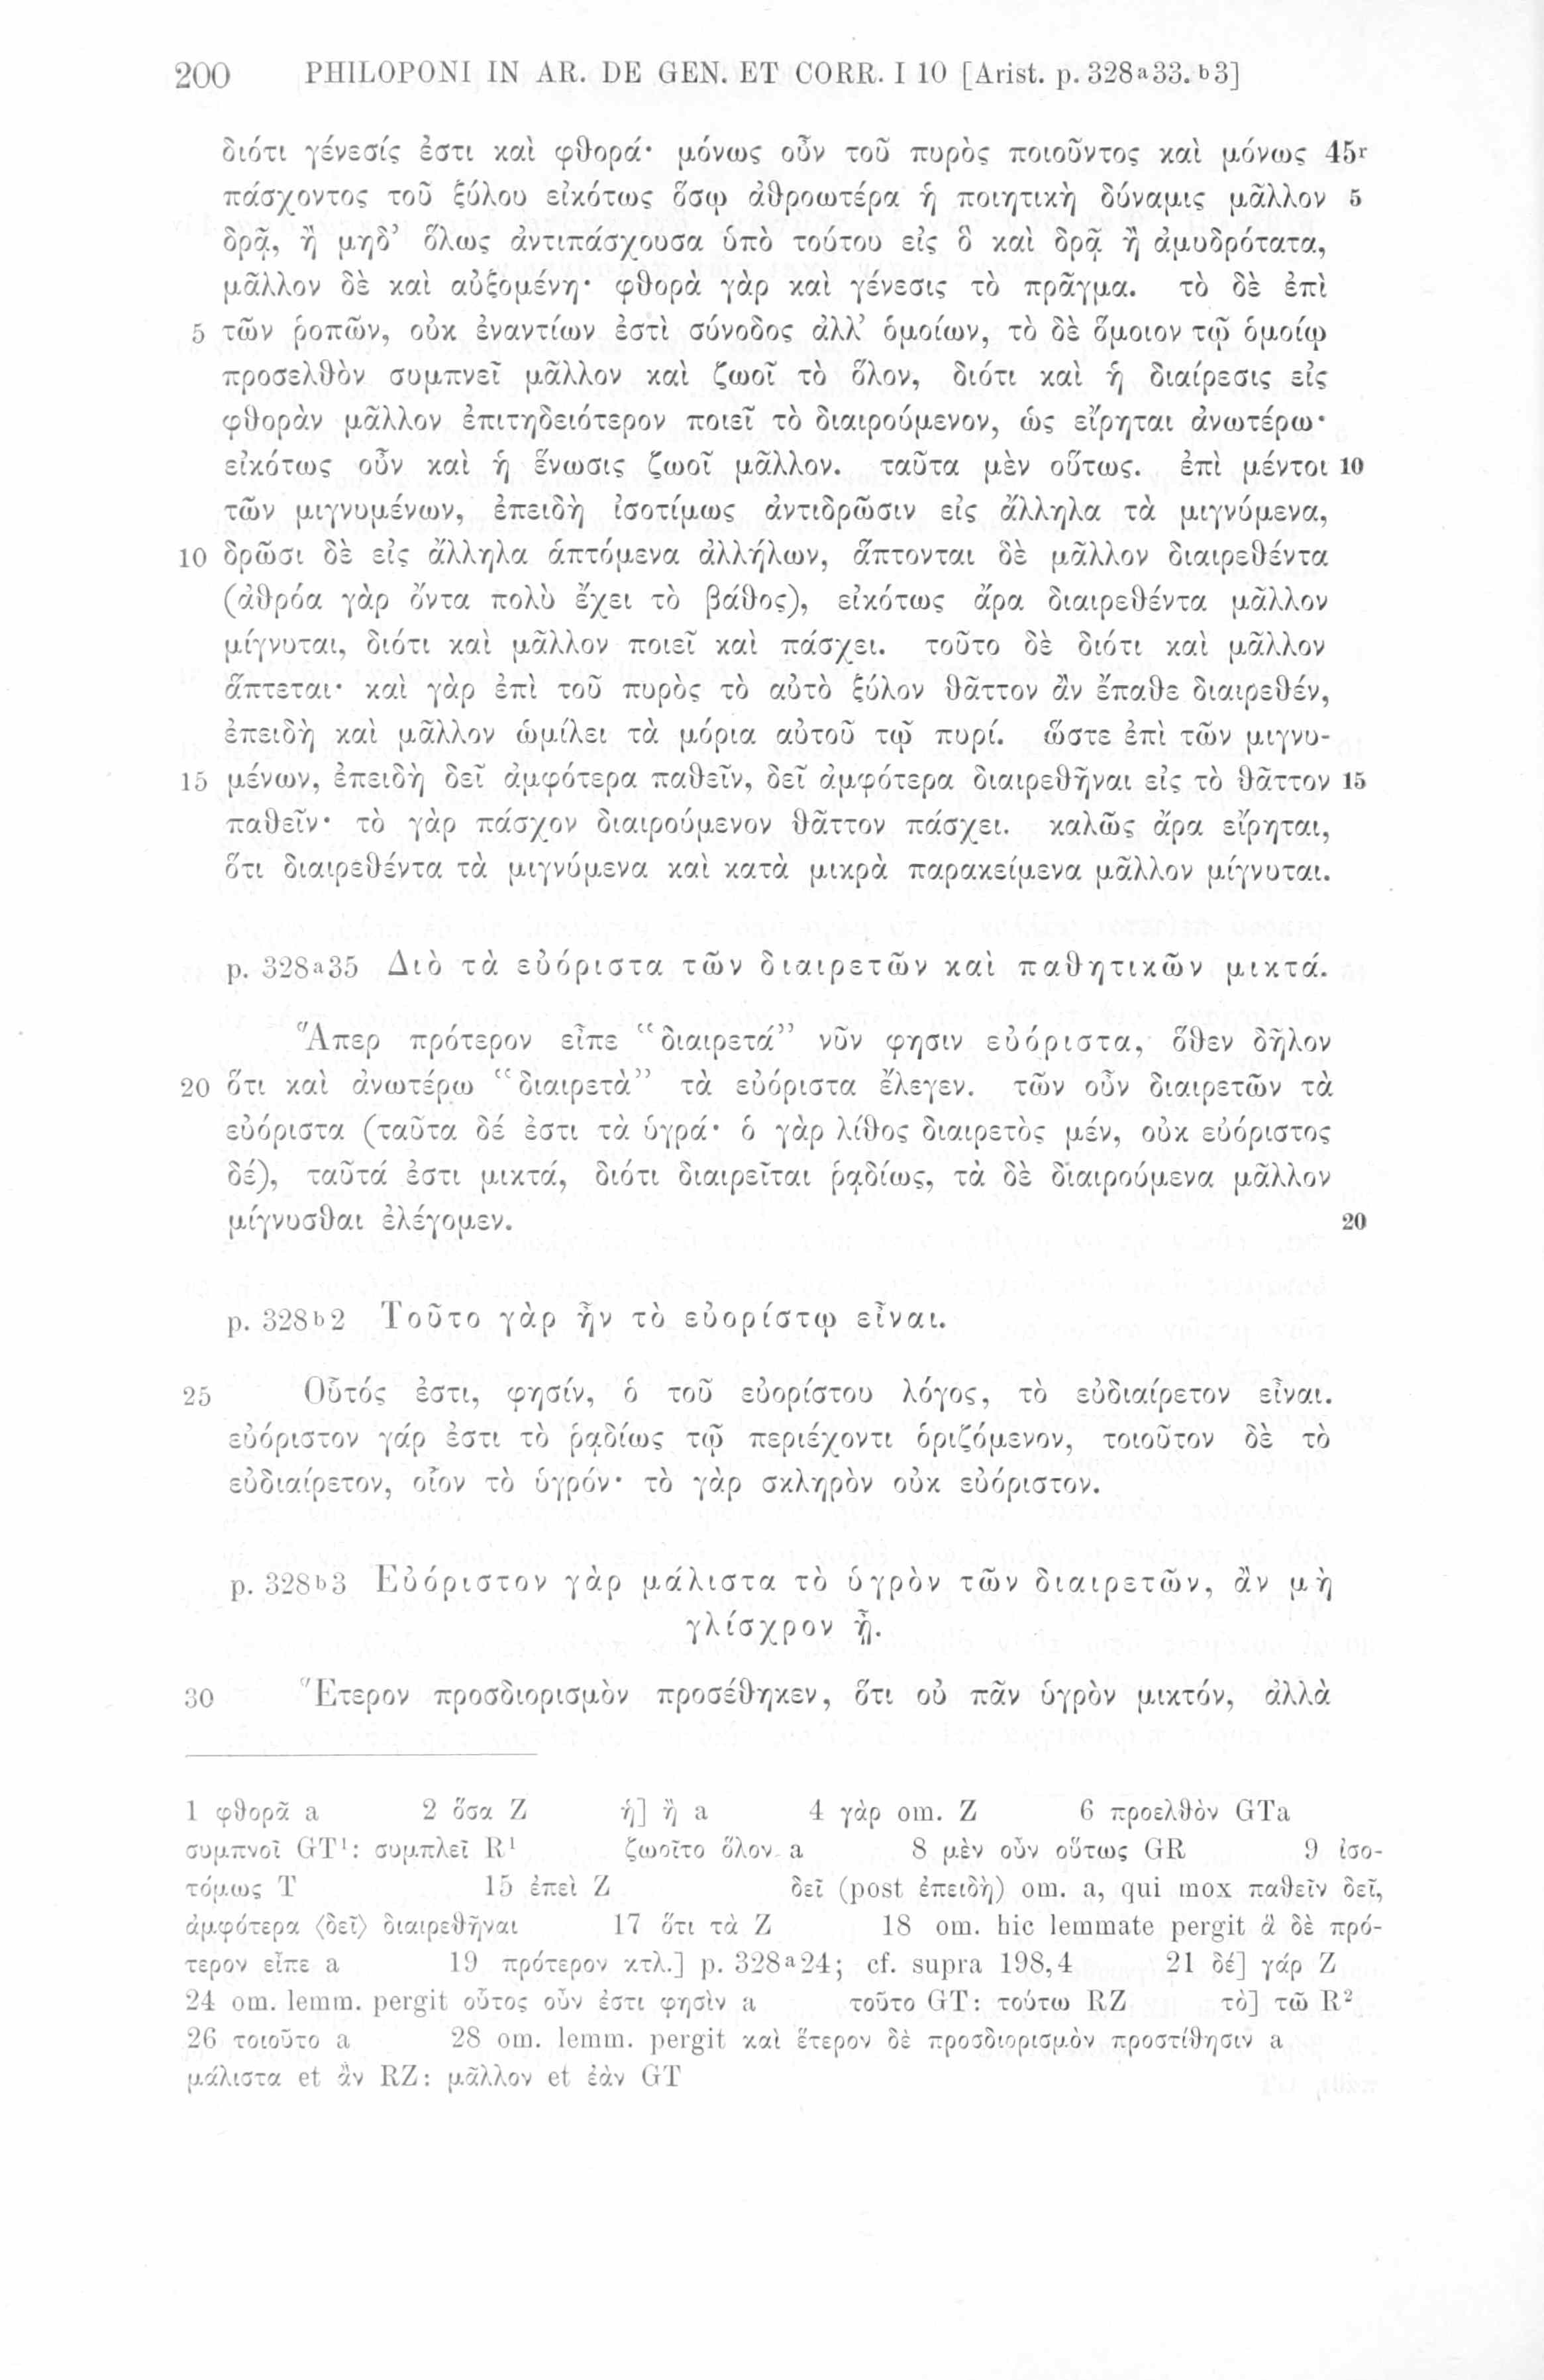 200 PHILOPONI IN AR. DE GEN. ET CORR. I 10 [Arist. p. 328ᵃ33. ᵇ3]
διότι γένεσίς ἐστι καὶ φθορά· μόνως οὖν τοῦ πυρὸς ποιοῦντος καὶ μόνως 45ʳ
πάσχοντος τοῦ ξύλου εἰκότως ὅσῳ ἀθροωτέρα ἡ ποιητικὴ δύναμις μᾶλλον 5
δρᾷ, ἢ μηδ’ ὅλως ἀντιπάσχουσα ὑπὸ τούτου εἰς ὃ καὶ δρᾷ ἢ ἀμυδρότατα,
μᾶλλον δὲ καὶ αὐξομένη· φθορὰ γὰρ καὶ γένεσις τὸ πρᾶγμα. τὸ δὲ ἐπὶ
5 τῶν ῥοπῶν, οὐκ ἐναντίων ἐστὶ σύνοδος ἀλλ’ ὁμοίων, τὸ δὲ ὅμοιον τῷ ὁμοίῳ
προσελθὸν συμπνεῖ μᾶλλον καὶ ζωοῖ τὸ ὅλον, διότι καὶ ἡ διαίρεσις εἰς
φθορὰν μᾶλλον ἐπιτηδειότερον ποιεῖ τὸ διαιρούμενον, ὡς εἴρηται ἀνωτέρω·
εἰκότως οὖν καὶ ἡ ἕνωσις ζωοῖ μᾶλλον. ταῦτα μὲν οὕτως. ἐπὶ μέντοι 10
τῶν μιγνυμένων, ἐπειδὴ ἰσοτίμως ἀντιδρῶσιν εἰς ἄλληλα τὰ μιγνύμενα,
10 δρῶσι δὲ εἰς ἄλληλα ἁπτόμενα ἀλλήλων, ἅπτονται δὲ μᾶλλον διαιρεθέντα
(ἀθρόα γὰρ ὄντα πολὺ ἔχει τὸ βάθος), εἰκότως ἄρα διαιρεθέντα μᾶλλον
μίγνυται, διότι καὶ μᾶλλον ποιεῖ καὶ πάσχει. τοῦτο δὲ διότι καὶ μᾶλλον
ἅπτεται· καὶ γὰρ ἐπὶ τοῦ πυρὸς τὸ αὐτὸ ξύλον θᾶττον ἂν ἔπαθε διαιρεθέν,
ἐπειδὴ καὶ μᾶλλον ὡμίλει τὰ μόρια αὐτοῦ τῷ πυρί. ὥστε ἐπὶ τῶν μιγνυ-
15 μένων, ἐπειδὴ δεῖ ἀμφότερα παθεῖν, δεῖ ἀμφότερα διαιρεθῆναι εἰς τὸ θᾶττον 15
παθεῖν· τὸ γὰρ πάσχον διαιρούμενον θᾶττον πάσχει. καλῶς ἄρα εἴρηται,
ὅτι διαιρεθέντα τὰ μιγνύμενα καὶ κατὰ μικρὰ παρακείμενα μᾶλλον μίγνυται.
p. 328ᵃ35 Διὸ τὰ εὐόριστα τῶν διαιρετῶν καὶ παθητικῶν μικτά.
Ἅπερ πρότερον εἶπε “διαιρετά” νῦν φησιν εὐόριστα, ὅθεν δῆλον
20 ὅτι καὶ ἀνωτέρω “διαιρετὰ” τὰ εὐόριστα ἔλεγεν. τῶν οὖν διαιρετῶν τὰ
εὐόριστα (ταῦτα δέ ἐστι τὰ ὑγρά· ὁ γὰρ λίθος διαιρετὸς μέν, οὐκ εὐόριστος
δέ), ταῦτά ἐστι μικτά, διότι διαιρεῖται ῥᾳδίως, τὰ δὲ διαιρούμενα μᾶλλον
μίγνυσθαι ἐλέγομεν. 20
p. 328ᵇ2 Τοῦτο γὰρ ἦν τὸ εὐορίστῳ εἶναι.
25 Οὗτός ἐστι, φησίν, ὁ τοῦ εὐορίστου λόγος, τὸ εὐδιαίρετον εἶναι.
εὐόριστον γάρ ἐστι τὸ ῥᾳδίως τῷ περιέχοντι ὁριζόμενον, τοιοῦτον δὲ τὸ
εὐδιαίρετον, οἷον τὸ ὑγρόν· τὸ γὰρ σκληρὸν οὐκ εὐόριστον.
p. 328ᵇ3 Εὐόριστον γὰρ μάλιστα τὸ ὑγρὸν τῶν διαιρετῶν, ἂν μὴ
γλίσχρον ᾖ.
30 Ἕτερον προσδιορισμὸν προσέθηκεν, ὅτι οὐ πᾶν ὑγρὸν μικτόν, ἀλλὰ
1 φθορᾶ a 2 ὅσα Z ἡ] ἢ a 4 γὰρ om. Z 6 προελθὸν GTa
συμπνοῖ GT¹: συμπλεῖ R¹ ζωοῖτο ὅλον a 8 μὲν οὖν οὕτως GR 9 ἰσο-
τόμως T 15 ἐπεὶ Z δεῖ (post ἐπειδὴ) om. a, qui mox παθεῖν δεῖ,
ἀμφότερα ⟨δεῖ⟩ διαιρεθῆναι 17 ὅτι τὰ Z 18 om. hic lemmate pergit ἃ δὲ πρό-
τερον εἶπε a 19 πρότερον κτλ.] p. 328ᵃ24; cf. supra 198,4 21 δέ] γάρ Z
24 om. lemm. pergit οὗτος οὖν ἐστι φησὶν a τοῦτο GT: τούτω RZ τὸ] τῶ R²
26 τοιοῦτο a 28 om. lemm. pergit καὶ ἕτερον δὲ προσδιορισμὸν προστίθησιν a
μάλιστα et ἂν RZ: μᾶλλον et ἐὰν GT